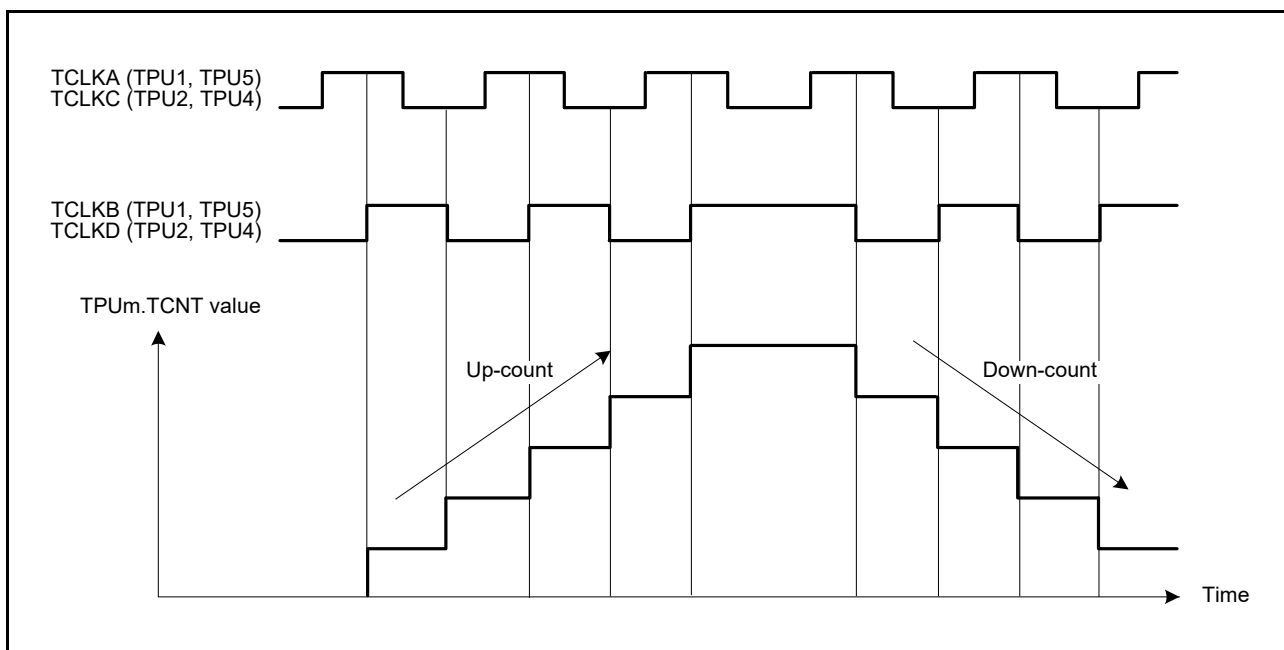 TCLKA (TPU1, TPU5)
TCLKC (TPU2, TPU4)
TCLKB (TPU1, TPU5)
TCLKD (TPU2, TPU4)
TPUm.TCNT value
Up-count
Down-count
Time